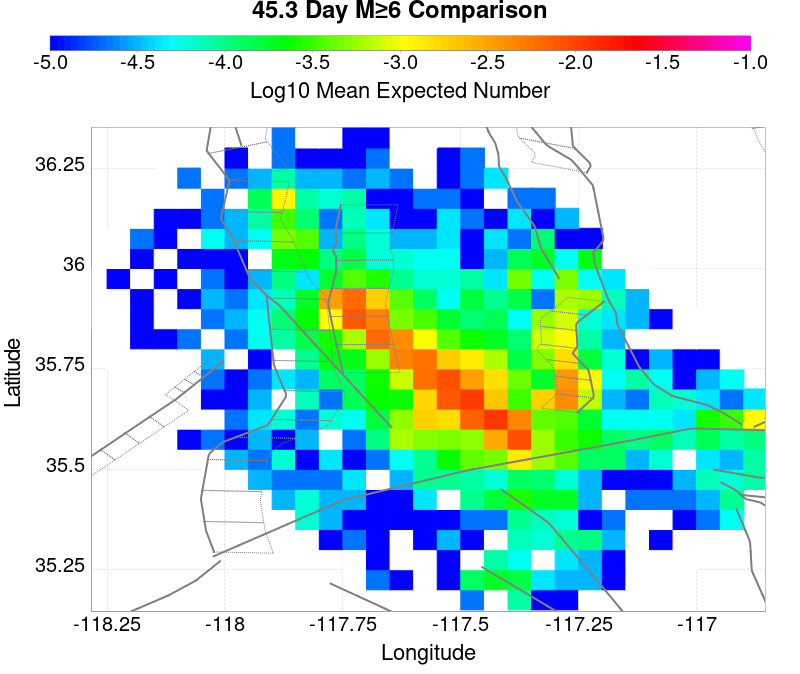 45.3 Day M≥6 Comparison
-5.0 -4.5 -4.0 -3.5 -3.0 -2.5 -2.0 -1.5 -1.0
Log10 Mean Expected Number
36.25
36
35.75
35.5
35.25
Latitude
-118.25 -118 -117.75 -117.5 -117.25 -117
Longitude